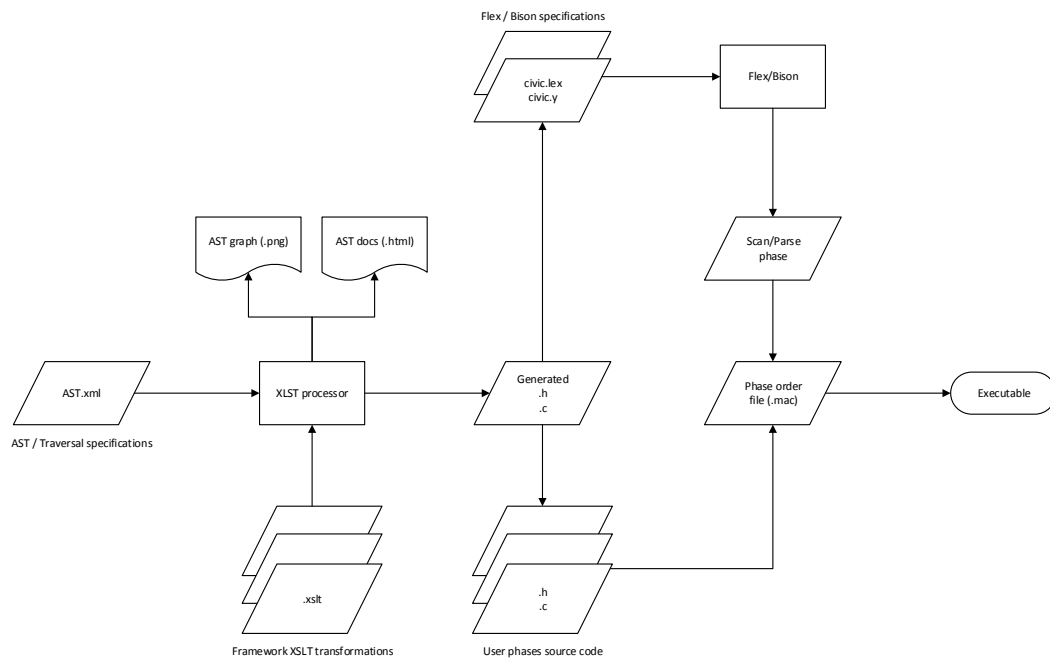 Flex / Bison specifications
civic.lex
civic.y
Flex/Bison
AST graph (.png)
AST docs (.html)
Scan/Parse
phase
AST.xml
XLST processor
Generated
.h
.c
Phase order
file (.mac)
Executable
AST / Traversal specifications
.xslt
.h
.c
Framework XSLT transformations
User phases source code